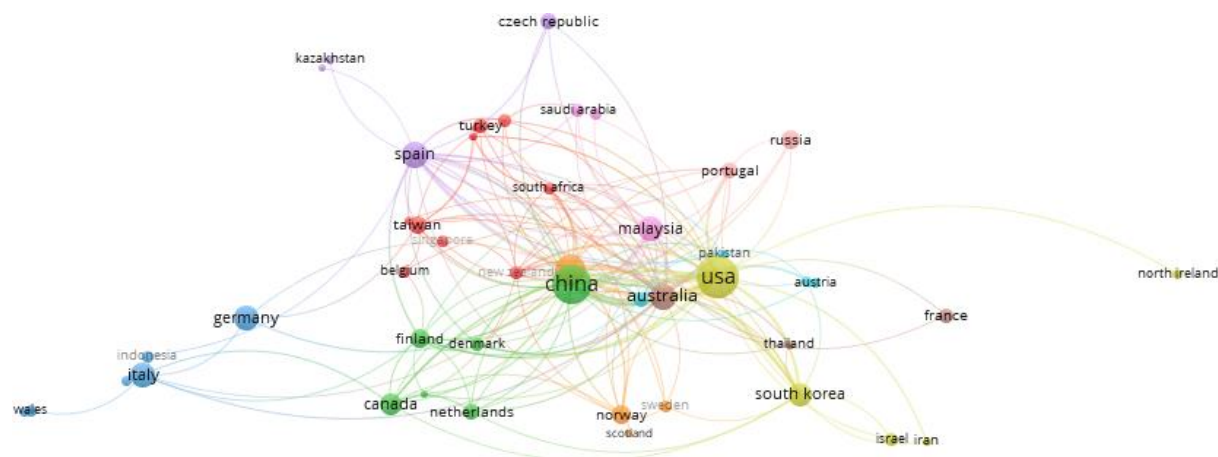 czech republic
kazakhstan
saudi arabia
turkey
russia
spain
portugal
south africa
taiwan
malaysia
singapore
pakistan
belgium
new zealand
china
usa
north ireland
australia
austria
germany
france
finland
denmark
thailand
indonesia
italy
south korea
wales
canada
netherlands
norway
sweden
scotland
israel
iran